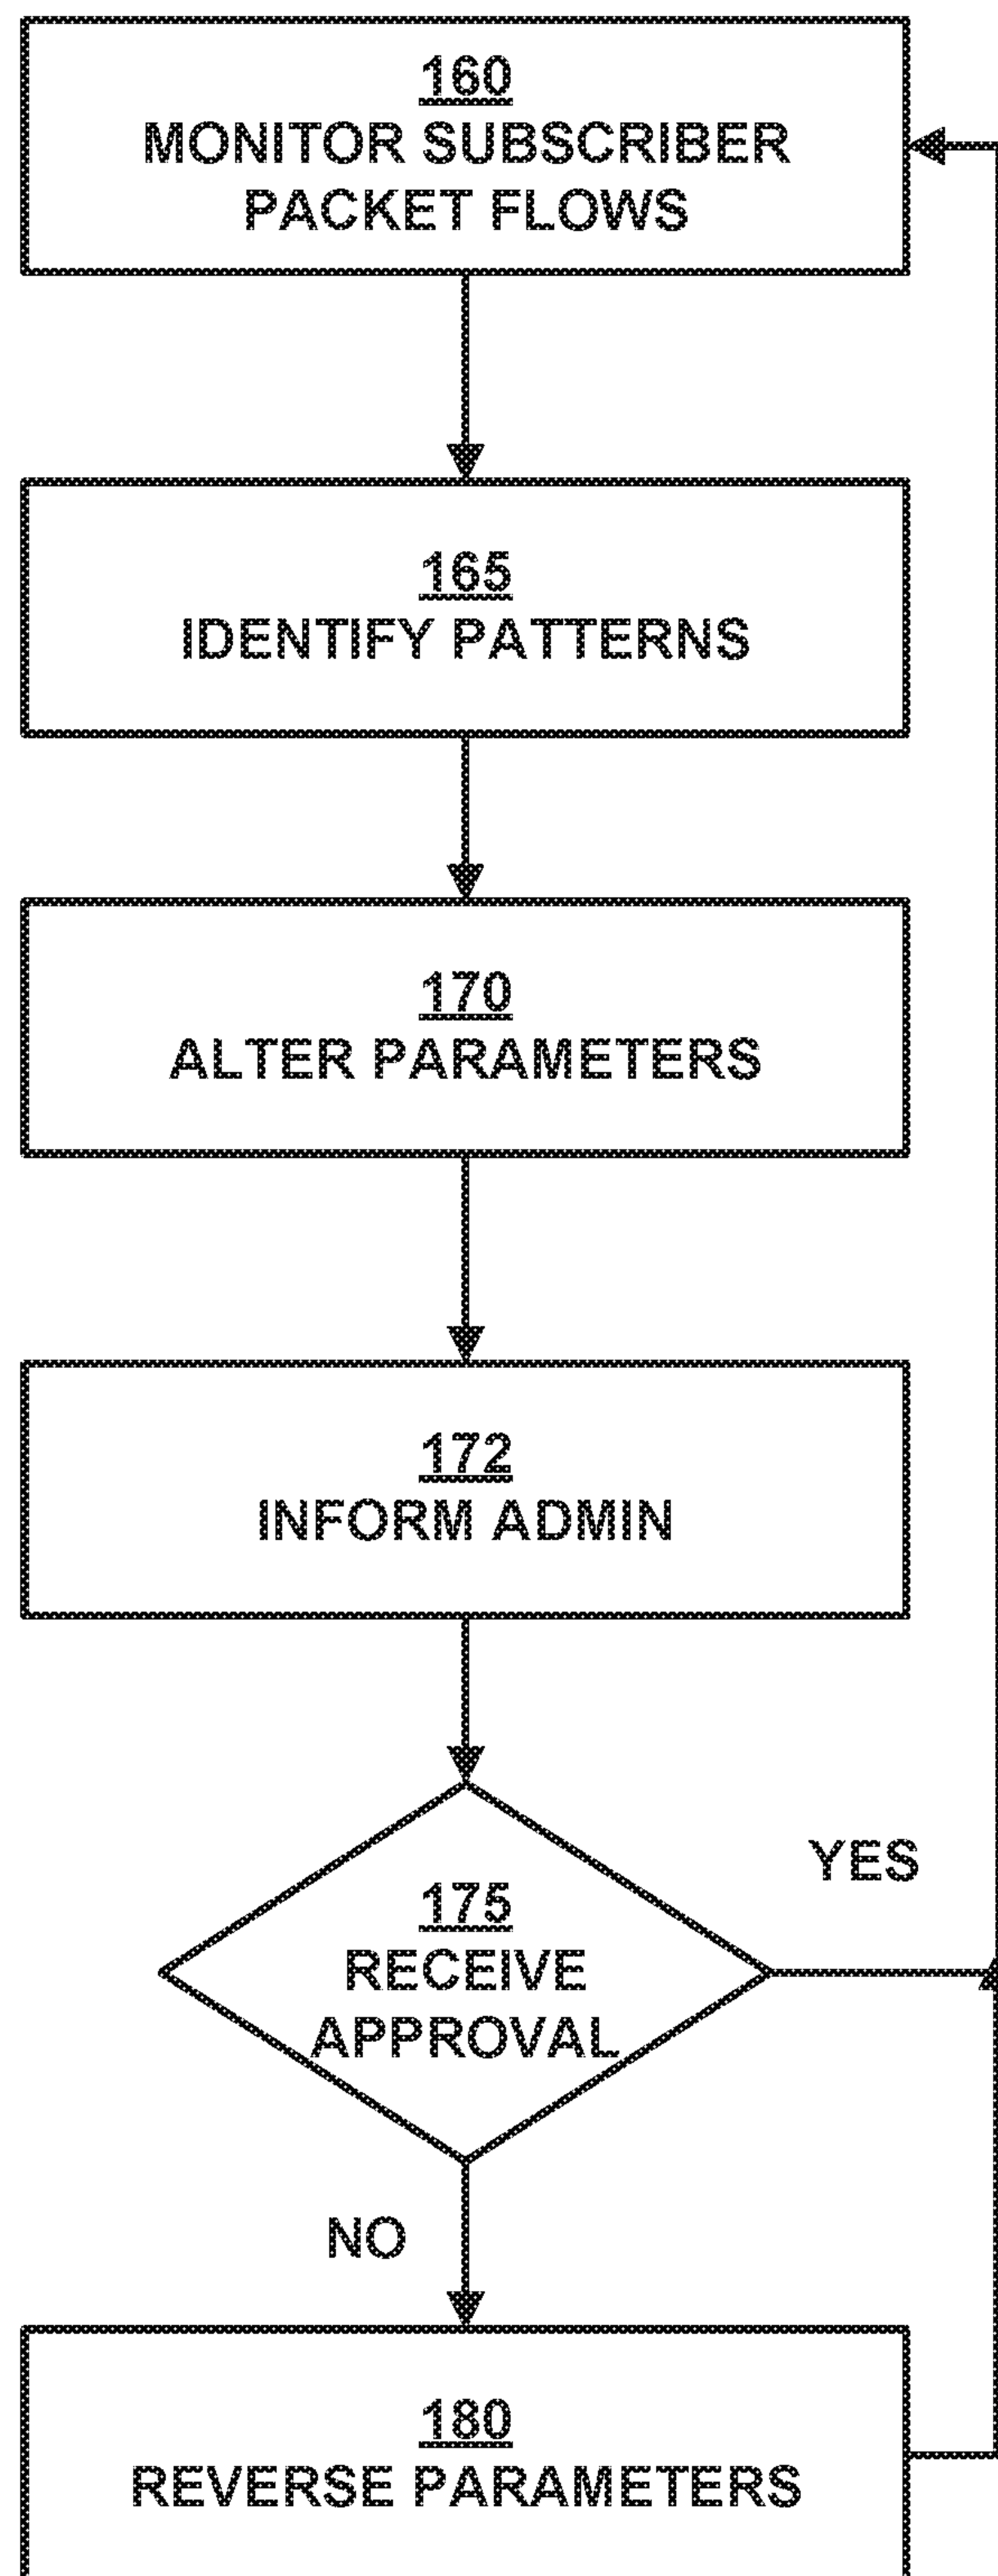 160
MONITOR SUBSCRIBER
PACKET FLOWS
165
IDENTIFY PATTERNS
170
ALTER PARAMETERS
172
INFORM ADMIN
YES
175
RECEIVE
APPROVAL
NO
180
REVERSE PARAMETERS